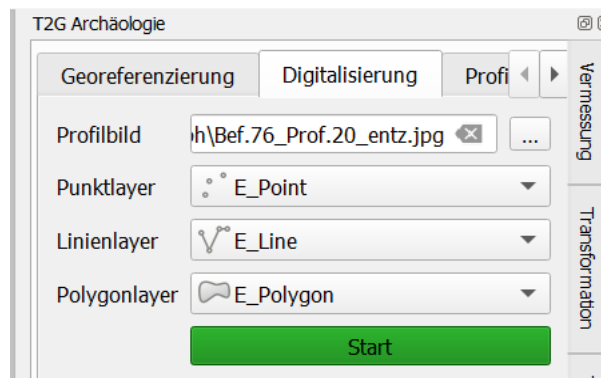 T2G Archäologie
Georeferenzierung Digitalisierung Profi
Profilbild h\Bef.76_Prof.20_entz.jpg ...
Punktlayer E_Point
Linienlayer E_Line
Polygonlayer E_Polygon
Start
Vermessung
Transformation